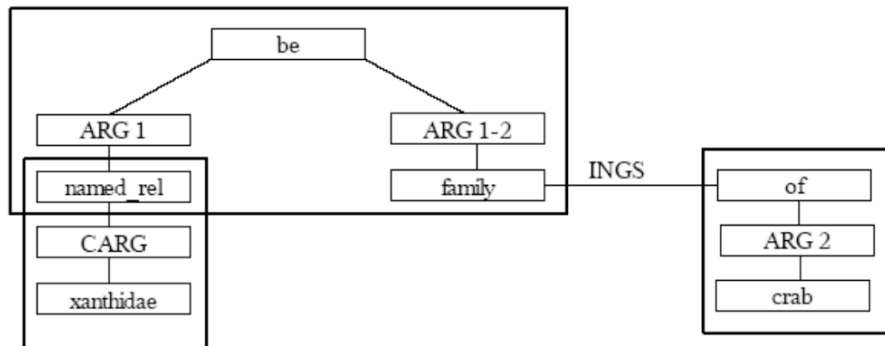 be
ARG 1
ARG 1-2
named_rel
family
INGS
of
CARG
ARG 2
xanthidae
crab